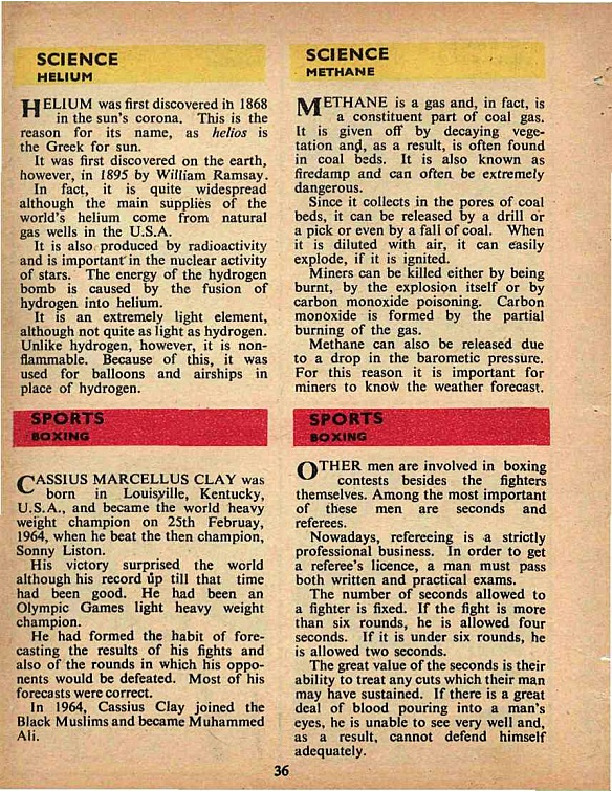 SCIENCE
HELIUM
HELIUM was first discovered in 1868
in the sun's corona. This is the
reason for its name, as helios is
the Greek for sun.
It was first discovered on the earth,
however, in 1895 by William Ramsay.
In fact, it is quite widespread
although the main supplies of the
world's helium come from natural
gas wells in the U.S.A.
It is also produced by radioactivity
and is important in the nuclear activity
of stars. The energy of the hydrogen
bomb is caused by the fusion of
hydrogen into helium.
It is an extremely light element,
although not quite as light as hydrogen.
Unlike hydrogen, however, it is non-
flammable. Because of this, it was
used for balloons and airships in
place of hydrogen.
SPORTS
BOXING
CASSIUS MARCELLUS CLAY was
born in Louisville, Kentucky,
U.S.A., and became the world heavy
weight champion on 25th Februay,
1964, when he beat the then champion,
Sonny Liston.
His victory surprised the world
although his record up till that time
had been good. He had been an
Olympic Games light heavy weight
champion.
He had formed the habit of fore-
casting the results of his fights and
also of the rounds in which his oppo-
nents would be defeated. Most of his
forecasts were correct.
In 1964, Cassius Clay joined the
Black Muslims and became Muhammed
Ali.
SCIENCE
METHANE
METHANE is a gas and, in fact, is
a constituent part of coal gas.
It is given off by decaying vege-
tation and, as a result, is often found
in coal beds. It is also known as
firedamp and can often be extremely
dangerous.
Since it collects in the pores of coal
beds, it can be released by a drill or
a pick or even by a fall of coal. When
it is diluted with air, it can easily
explode, if it is ignited.
Miners can be killed either by being
burnt, by the explosion itself or by
carbon monoxide poisoning. Carbon
monoxide is formed by the partial
burning of the gas.
Methane can also be released due
to a drop in the barometic pressure.
For this reason it is important for
miners to know the weather forecast.
SPORTS
BOXING
OTHER men are involved in boxing
contests besides the fighters
themselves. Among the most important
of these men are seconds and
referees.
Nowadays, refereeing is a strictly
professional business. In order to get
a referee's licence, a man must pass
both written and practical exams.
The number of seconds allowed to
a fighter is fixed. If the fight is more
than six rounds, he is allowed four
seconds. If it is under six rounds, he
is allowed two seconds.
The great value of the seconds is their
ability to treat any cuts which their man
may have sustained. If there is a great
deal of blood pouring into a man's
eyes, he is unable to see very well and,
as a result, cannot defend himself
adequately.
36